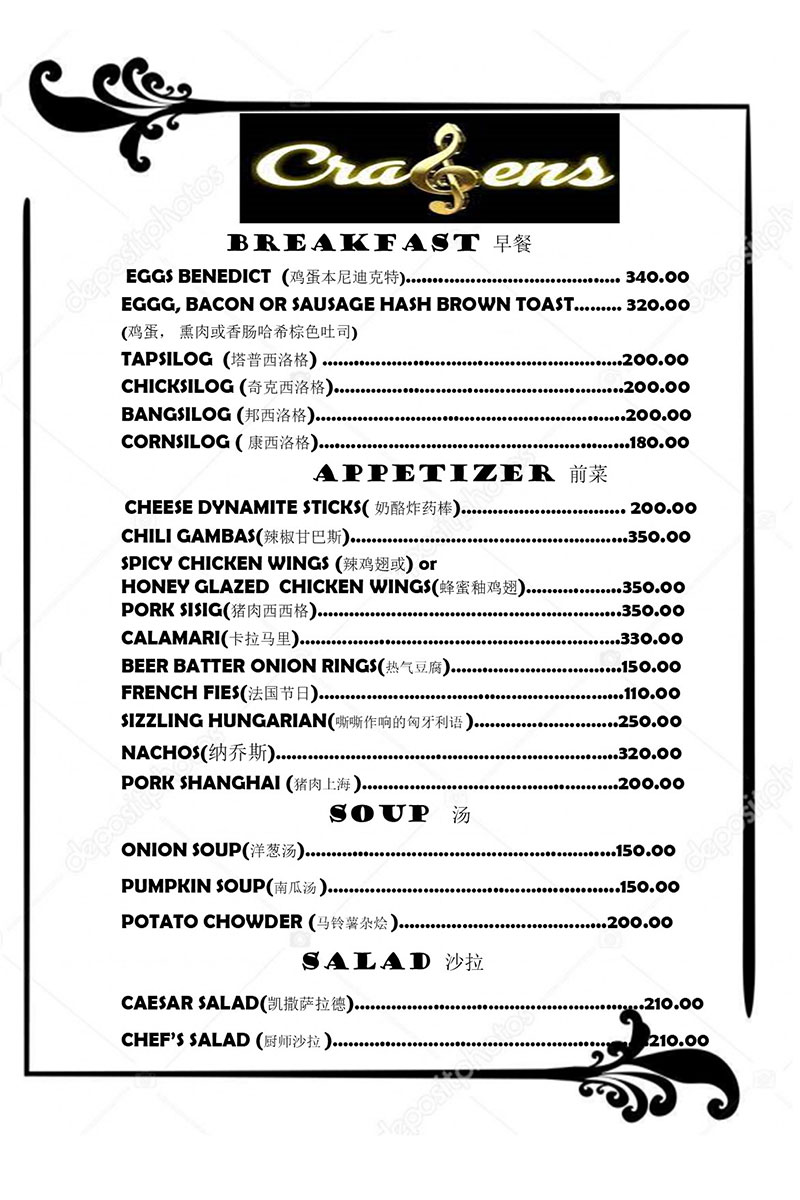 Cragens
BREAKFAST 早餐
EGGS BENEDICT (鸡蛋本尼迪克特).......................................... 340.00
EGGG, BACON OR SAUSAGE HASH BROWN TOAST......... 320.00
(鸡蛋， 熏肉或香肠哈希棕色吐司)
TAPSILOG (塔普西洛格) ...........................................................200.00
CHICKSILOG (奇克西洛格).........................................................200.00
BANGSILOG (邦西洛格).............................................................200.00
CORNSILOG ( 康西洛格).............................................................180.00
APPETIZER 前菜
CHEESE DYNAMITE STICKS( 奶酪炸药棒)................................ 200.00
CHILI GAMBAS(辣椒甘巴斯)......................................................350.00
SPICY CHICKEN WINGS (辣鸡翅或) or
HONEY GLAZED CHICKEN WINGS(蜂蜜釉鸡翅)...................350.00
PORK SISIG(猪肉西西格)............................................................350.00
CALAMARI(卡拉马里)...............................................................330.00
BEER BATTER ONION RINGS(热气豆腐)..................................150.00
FRENCH FIES(法国节日)............................................................110.00
SIZZLING HUNGARIAN(嘶嘶作响的匈牙利语 )............................250.00
NACHOS(纳乔斯)...................................................................320.00
PORK SHANGHAI (猪肉上海 )..................................................200.00
SOUP 汤
ONION SOUP(洋葱汤).............................................................150.00
PUMPKIN SOUP(南瓜汤 ).........................................................150.00
POTATO CHOWDER (马铃薯杂烩 ).........................................200.00
SALAD 沙拉
CAESAR SALAD(凯撒萨拉德).........................................................210.00
CHEF’S SALAD (厨师沙拉 )..............................................................210.00
depositphotos